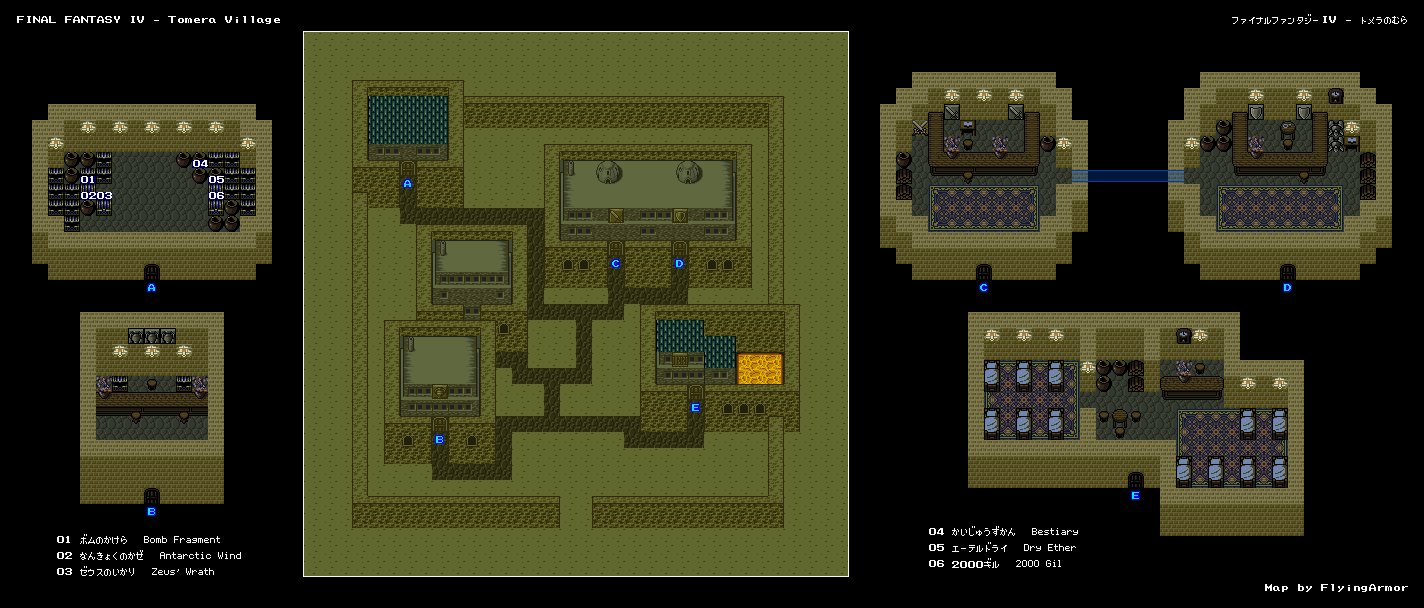 FINAL FANTASY IV - Tomera Village
ファイナルファンタジーIV - トメラのむら
01
0203
04
05
06
A
B
A
B
C
D
E
C
D
E
01 ボムのかけら Bomb Fragment
02 なんきょくのかぜ Antarctic Wind
03 ゼウスのいかり Zeus' Wrath
04 かいじゅうずかん Bestiary
05 エーテルドライ Dry Ether
06 2000ギル 2000 Gil
Map by FlyingArmor